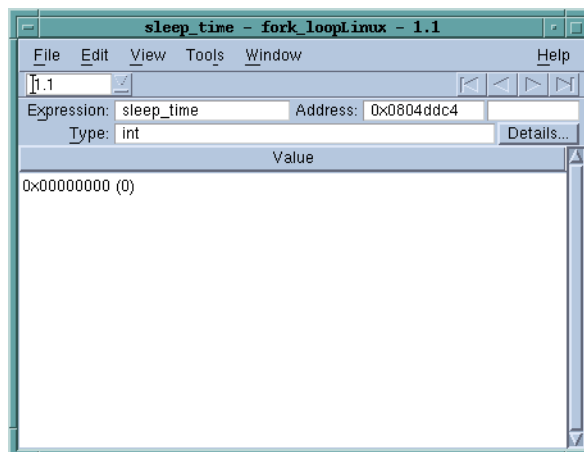 sleep_time - fork_loopLinux - 1.1
File Edit View Tools Window Help
1.1
Expression: sleep_time Address: 0x0804ddc4
Type: int Details...
Value
0x00000000 (0)